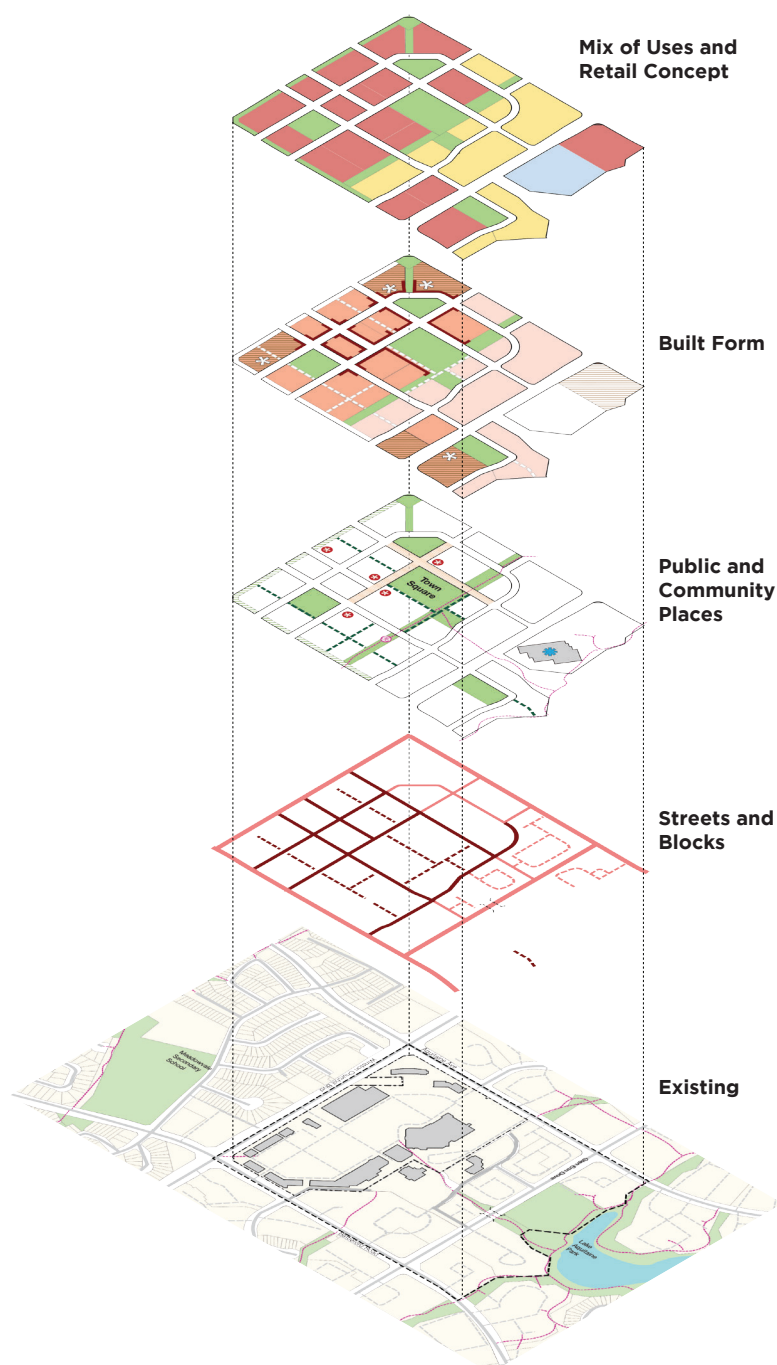 Mix of Uses and
Retail Concept
Built Form
Public and
Community
Places
Town
Square
Streets and
Blocks
Existing
Meadowvale
Secondary
School
Lake
Aquitaine
Park